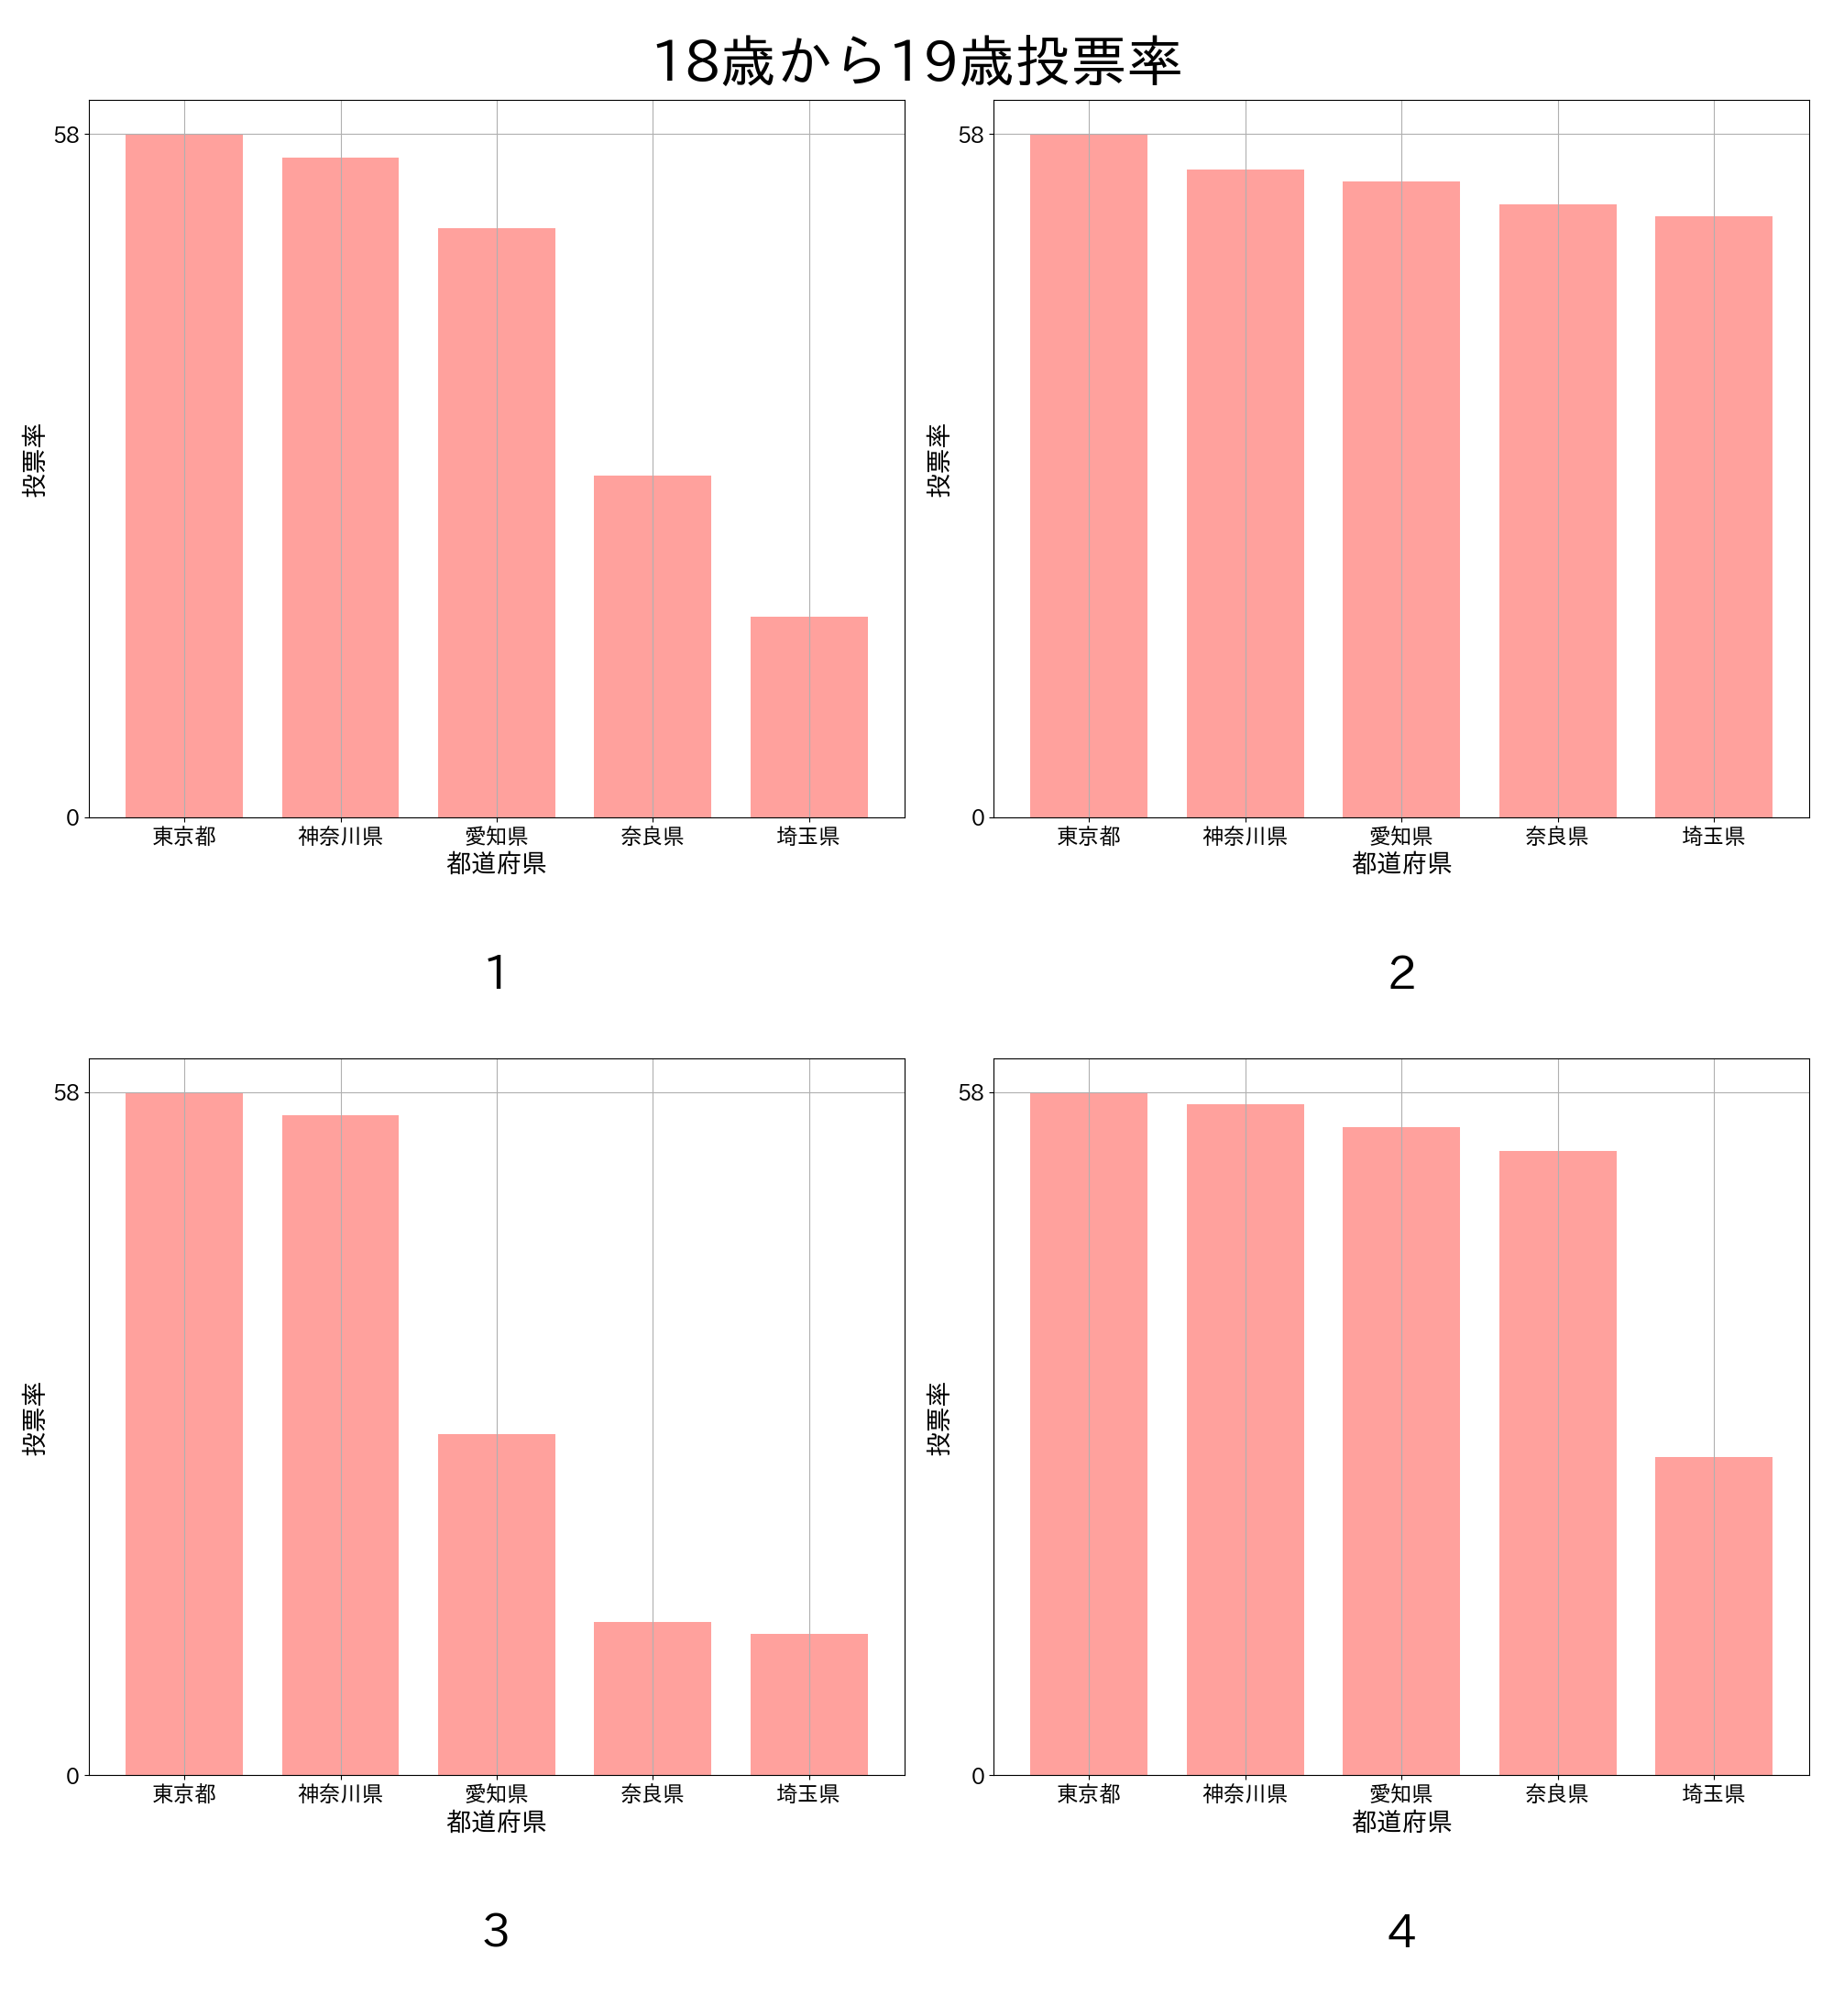 18歳から19歳投票率
58
0
投票率
東京都 神奈川県 愛知県 奈良県 埼玉県
都道府県
1
58
0
投票率
東京都 神奈川県 愛知県 奈良県 埼玉県
都道府県
2
58
0
投票率
東京都 神奈川県 愛知県 奈良県 埼玉県
都道府県
3
58
0
投票率
東京都 神奈川県 愛知県 奈良県 埼玉県
都道府県
4